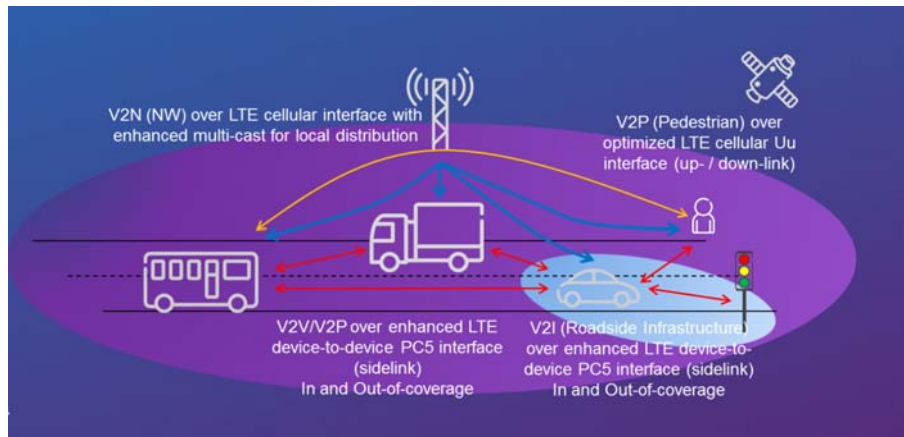 V2N (NW) over LTE cellular interface with
enhanced multi-cast for local distribution
V2P (Pedestrian) over
optimized LTE cellular Uu
interface (up- / down-link)
V2V/V2P over enhanced LTE
device-to-device PC5 interface
(sidelink)
In and Out-of-coverage
V2I (Roadside Infrastructure)
over enhanced LTE device-to-
device PC5 interface (sidelink)
In and Out-of-coverage